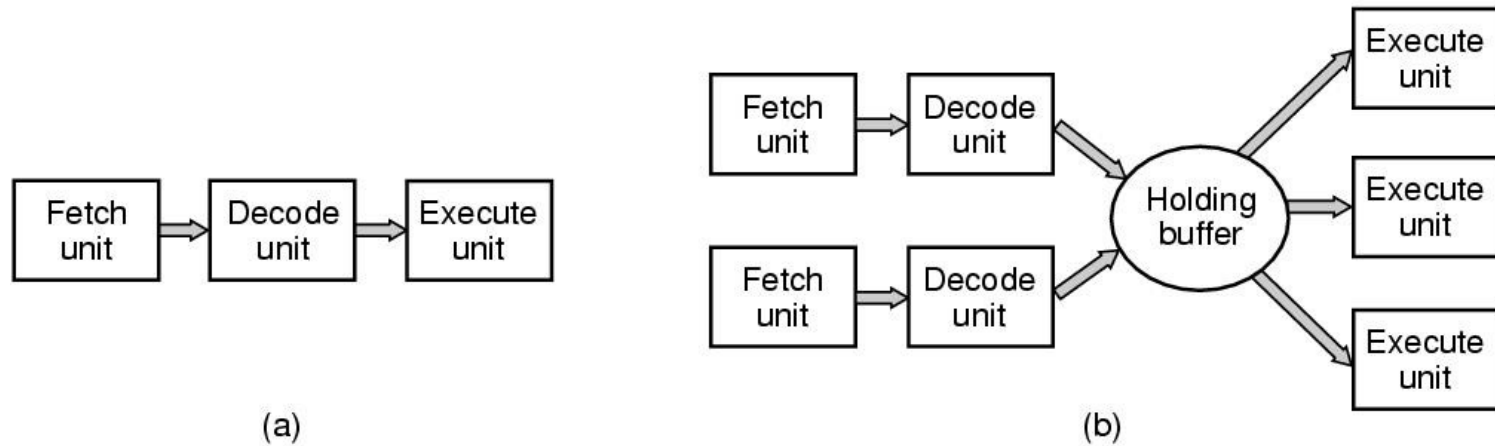 Fetch
unit
Decode
unit
Execute
unit
(a)
Fetch
unit
Decode
unit
Fetch
unit
Decode
unit
Holding
buffer
Execute
unit
Execute
unit
Execute
unit
(b)